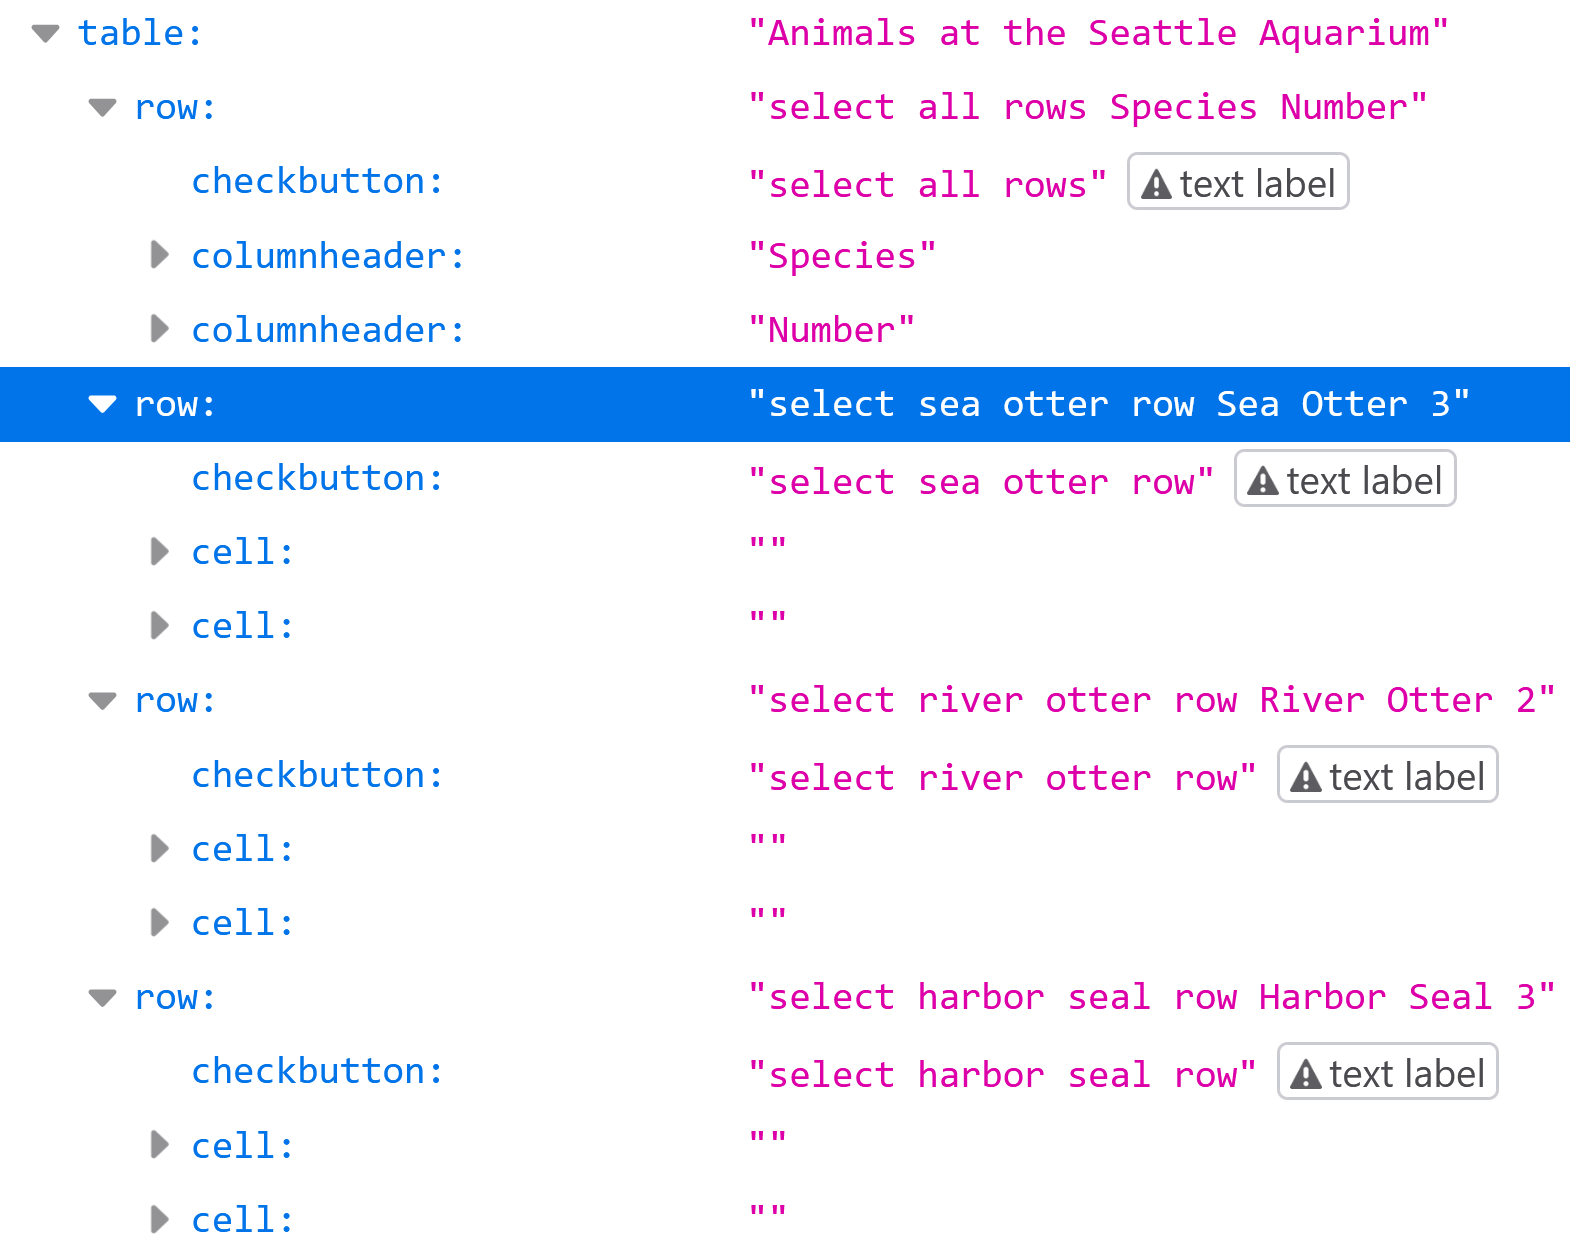 table: "Animals at the Seattle Aquarium"
row: "select all rows Species Number"
checkbutton: "select all rows" text label
columnheader: "Species"
columnheader: "Number"
row: "select sea otter row Sea Otter 3"
checkbutton: "select sea otter row" text label
cell: ""
cell: ""
row: "select river otter row River Otter 2"
checkbutton: "select river otter row" text label
cell: ""
cell: ""
row: "select harbor seal row Harbor Seal 3"
checkbutton: "select harbor seal row" text label
cell: ""
cell: ""